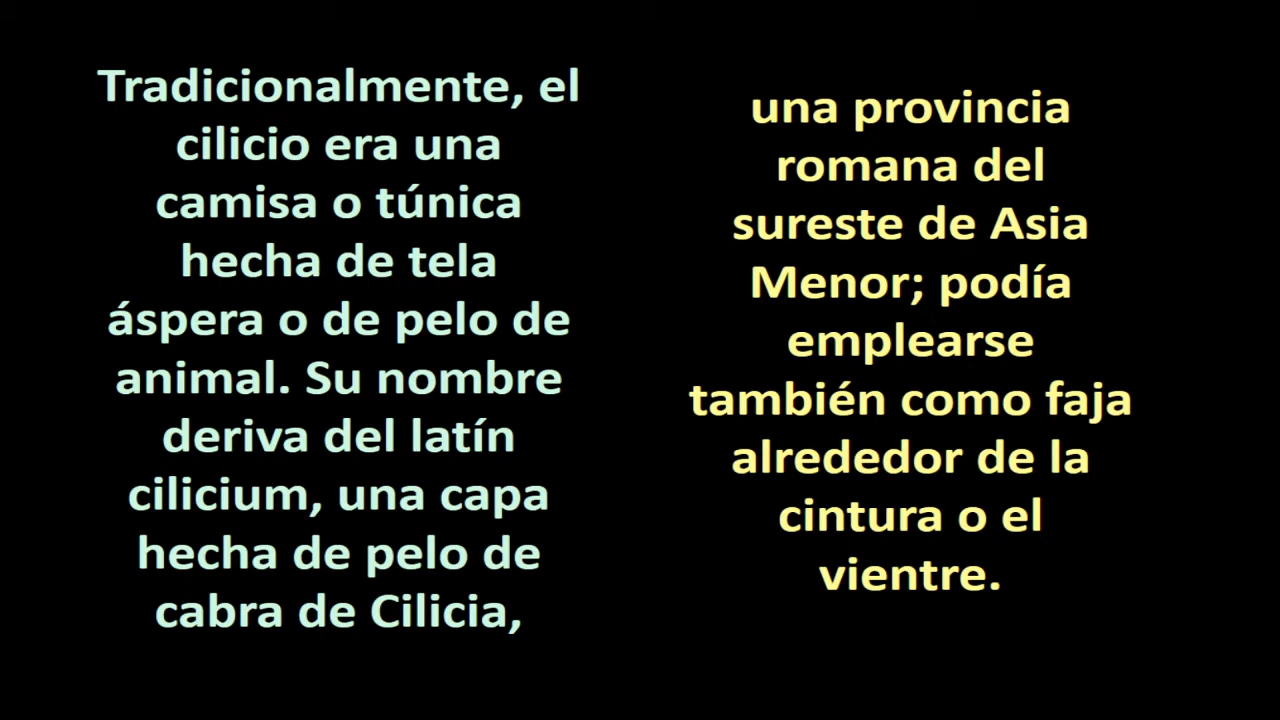 Tradicionalmente, el
cilicio era una
camisa o túnica
hecha de tela
áspera o de pelo de
animal. Su nombre
deriva del latín
cilicium, una capa
hecha de pelo de
cabra de Cilicia,
una provincia
romana del
sureste de Asia
Menor; podía
emplearse
también como faja
alrededor de la
cintura o el
vientre.